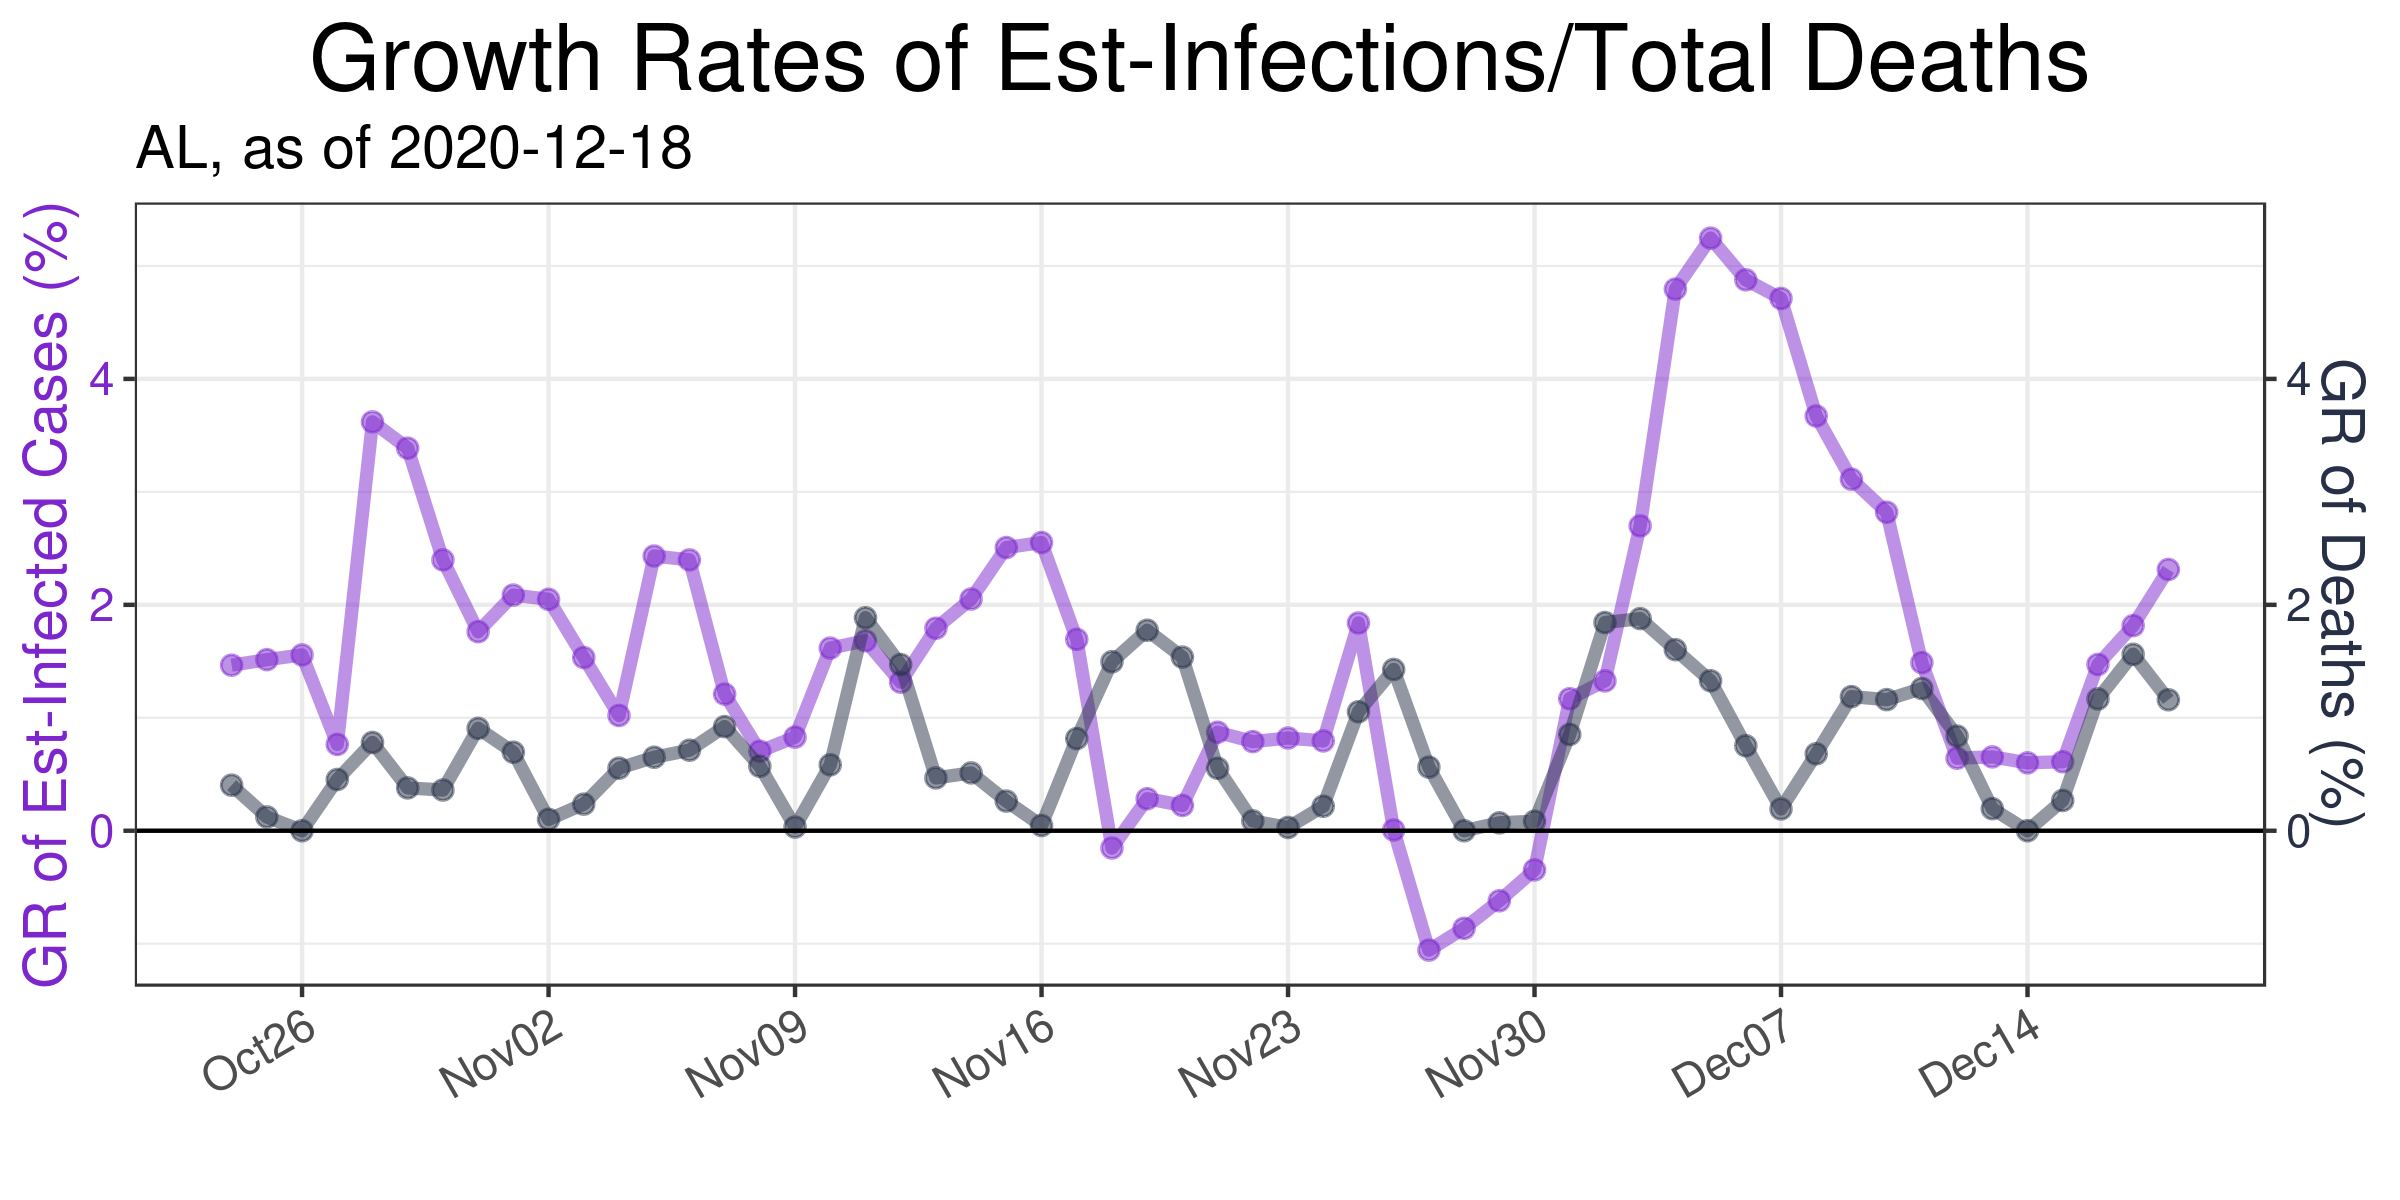 Growth Rates of Est-Infections/Total Deaths
AL, as of 2020-12-18
GR of Est-Infected Cases (%)
4
2
0
4
2
0
GR of Deaths (%)
Oct26
Nov02
Nov09
Nov16
Nov23
Nov30
Dec07
Dec14